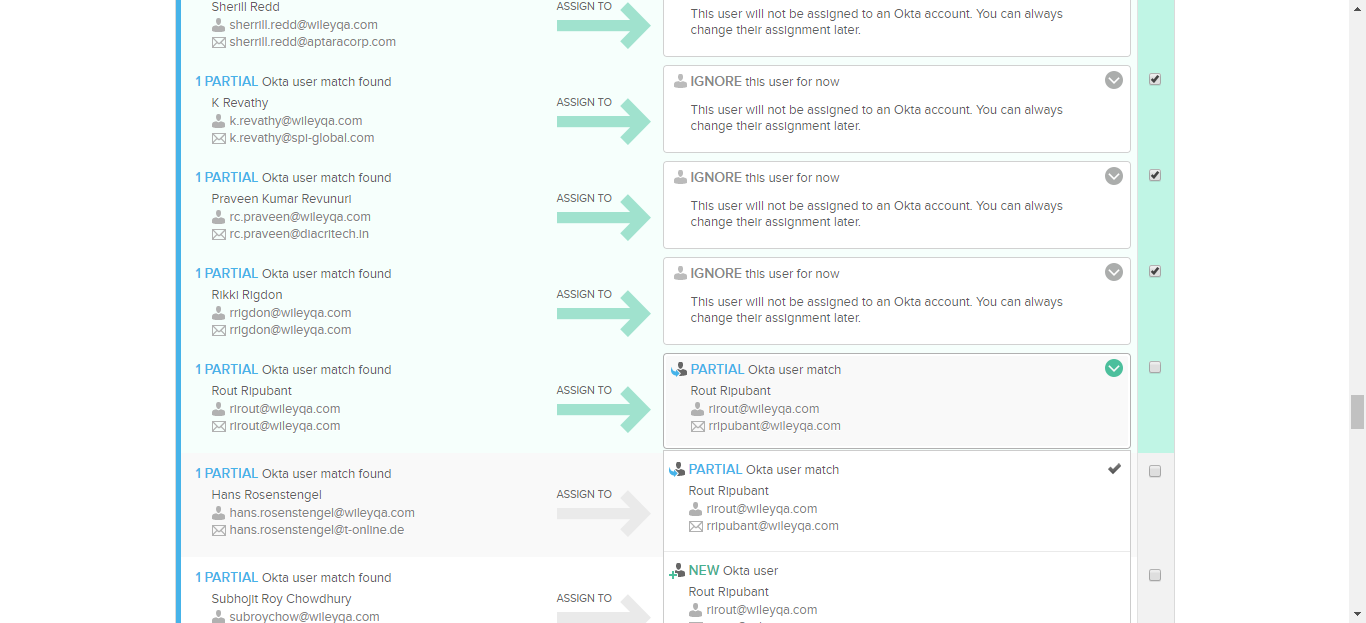 Sherill Redd
sherrill.redd@wileyqa.com
sherrill.redd@aptaracorp.com
ASSIGN TO
This user will not be assigned to an Okta account. You can always
change their assignment later.
1 PARTIAL Okta user match found
K Revathy
k.revathy@wileyqa.com
k.revathy@spi-global.com
ASSIGN TO
IGNORE this user for now
This user will not be assigned to an Okta account. You can always
change their assignment later.
1 PARTIAL Okta user match found
Praveen Kumar Revunuri
rc.praveen@wileyqa.com
rc.praveen@diacritech.in
ASSIGN TO
IGNORE this user for now
This user will not be assigned to an Okta account. You can always
change their assignment later.
1 PARTIAL Okta user match found
Rikki Rigdon
rrigdon@wileyqa.com
rrigdon@wileyqa.com
ASSIGN TO
IGNORE this user for now
This user will not be assigned to an Okta account. You can always
change their assignment later.
1 PARTIAL Okta user match found
Rout Ripubant
rirout@wileyqa.com
rirout@wileyqa.com
ASSIGN TO
PARTIAL Okta user match
Rout Ripubant
rirout@wileyqa.com
rripubant@wileyqa.com
1 PARTIAL Okta user match found
Hans Rosenstengel
hans.rosenstengel@wileyqa.com
hans.rosenstengel@t-online.de
ASSIGN TO
PARTIAL Okta user match
Rout Ripubant
rirout@wileyqa.com
rripubant@wileyqa.com
1 PARTIAL Okta user match found
Subhojit Roy Chowdhury
subroychow@wileyqa.com
ASSIGN TO
NEW Okta user
Rout Ripubant
rirout@wileyqa.com